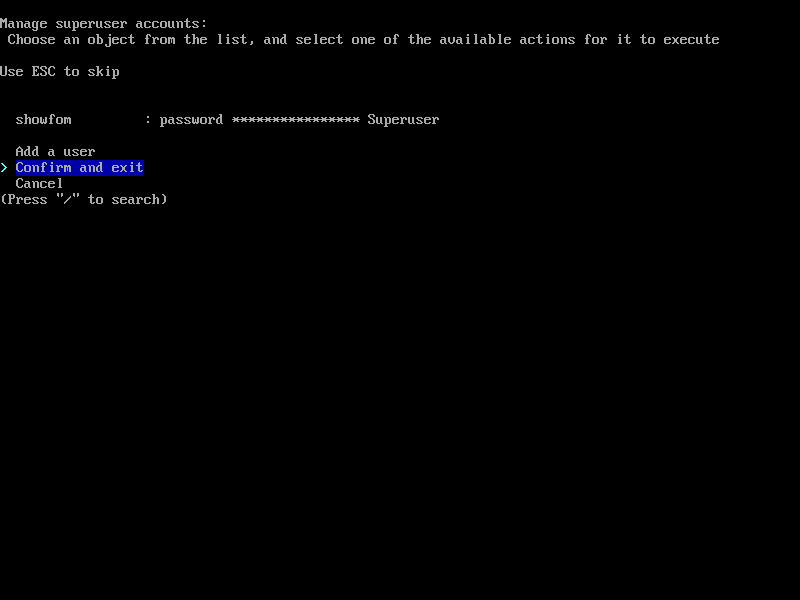 Manage superuser accounts:
Choose an object from the list, and select one of the available actions for it to execute
Use ESC to skip
showfom : password **************** Superuser
Add a user
> Confirm and exit
Cancel
(Press "/" to search)